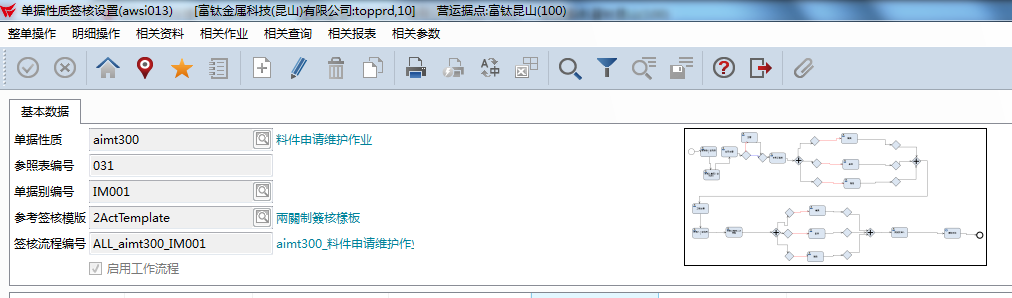 单据性质签核设置(awsi013) [富钛金属科技(昆山)有限公司:topprd,10] 营运据点:富钛昆山(100)
整单操作 明细操作 相关资料 相关作业 相关查询 相关报表 相关参数
基本数据
单据性质 aimt300 料件申请维护作业
参照表编号 031
单据别编号 IM001
参考签核模版 2ActTemplate 兩關制簽核樣板
签核流程编号 ALL_aimt300_IM001 aimt300_料件申请维护作
启用工作流程